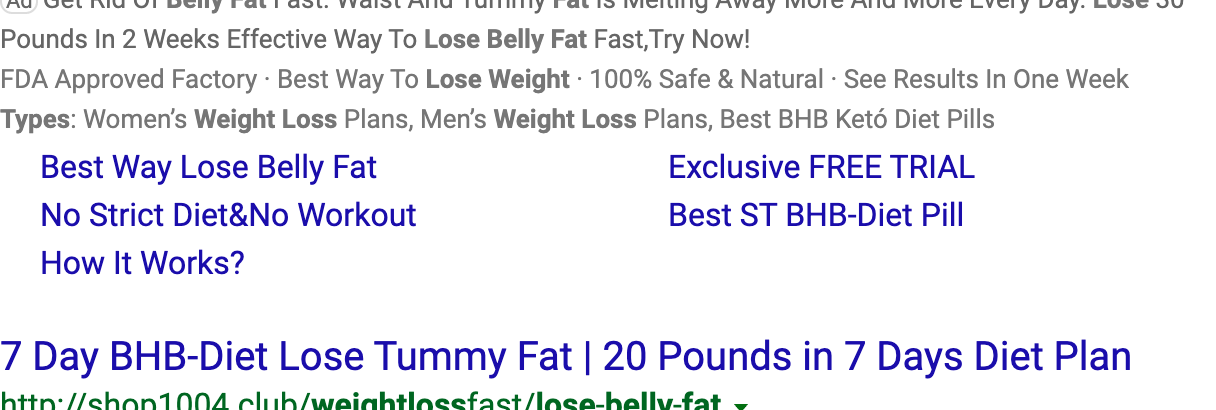 Ad Get Rid Of Belly Fat Fast. Waist And Tummy Fat Is Melting Away More And More Every Day. Lose 30
Pounds In 2 Weeks Effective Way To Lose Belly Fat Fast,Try Now!
FDA Approved Factory · Best Way To Lose Weight · 100% Safe & Natural · See Results In One Week
Types: Women’s Weight Loss Plans, Men’s Weight Loss Plans, Best BHB Ketó Diet Pills
Best Way Lose Belly Fat
Exclusive FREE TRIAL
No Strict Diet&No Workout
Best ST BHB-Diet Pill
How It Works?
7 Day BHB-Diet Lose Tummy Fat | 20 Pounds in 7 Days Diet Plan
http://shop1004.club/weightlossfast/lose-belly-fat